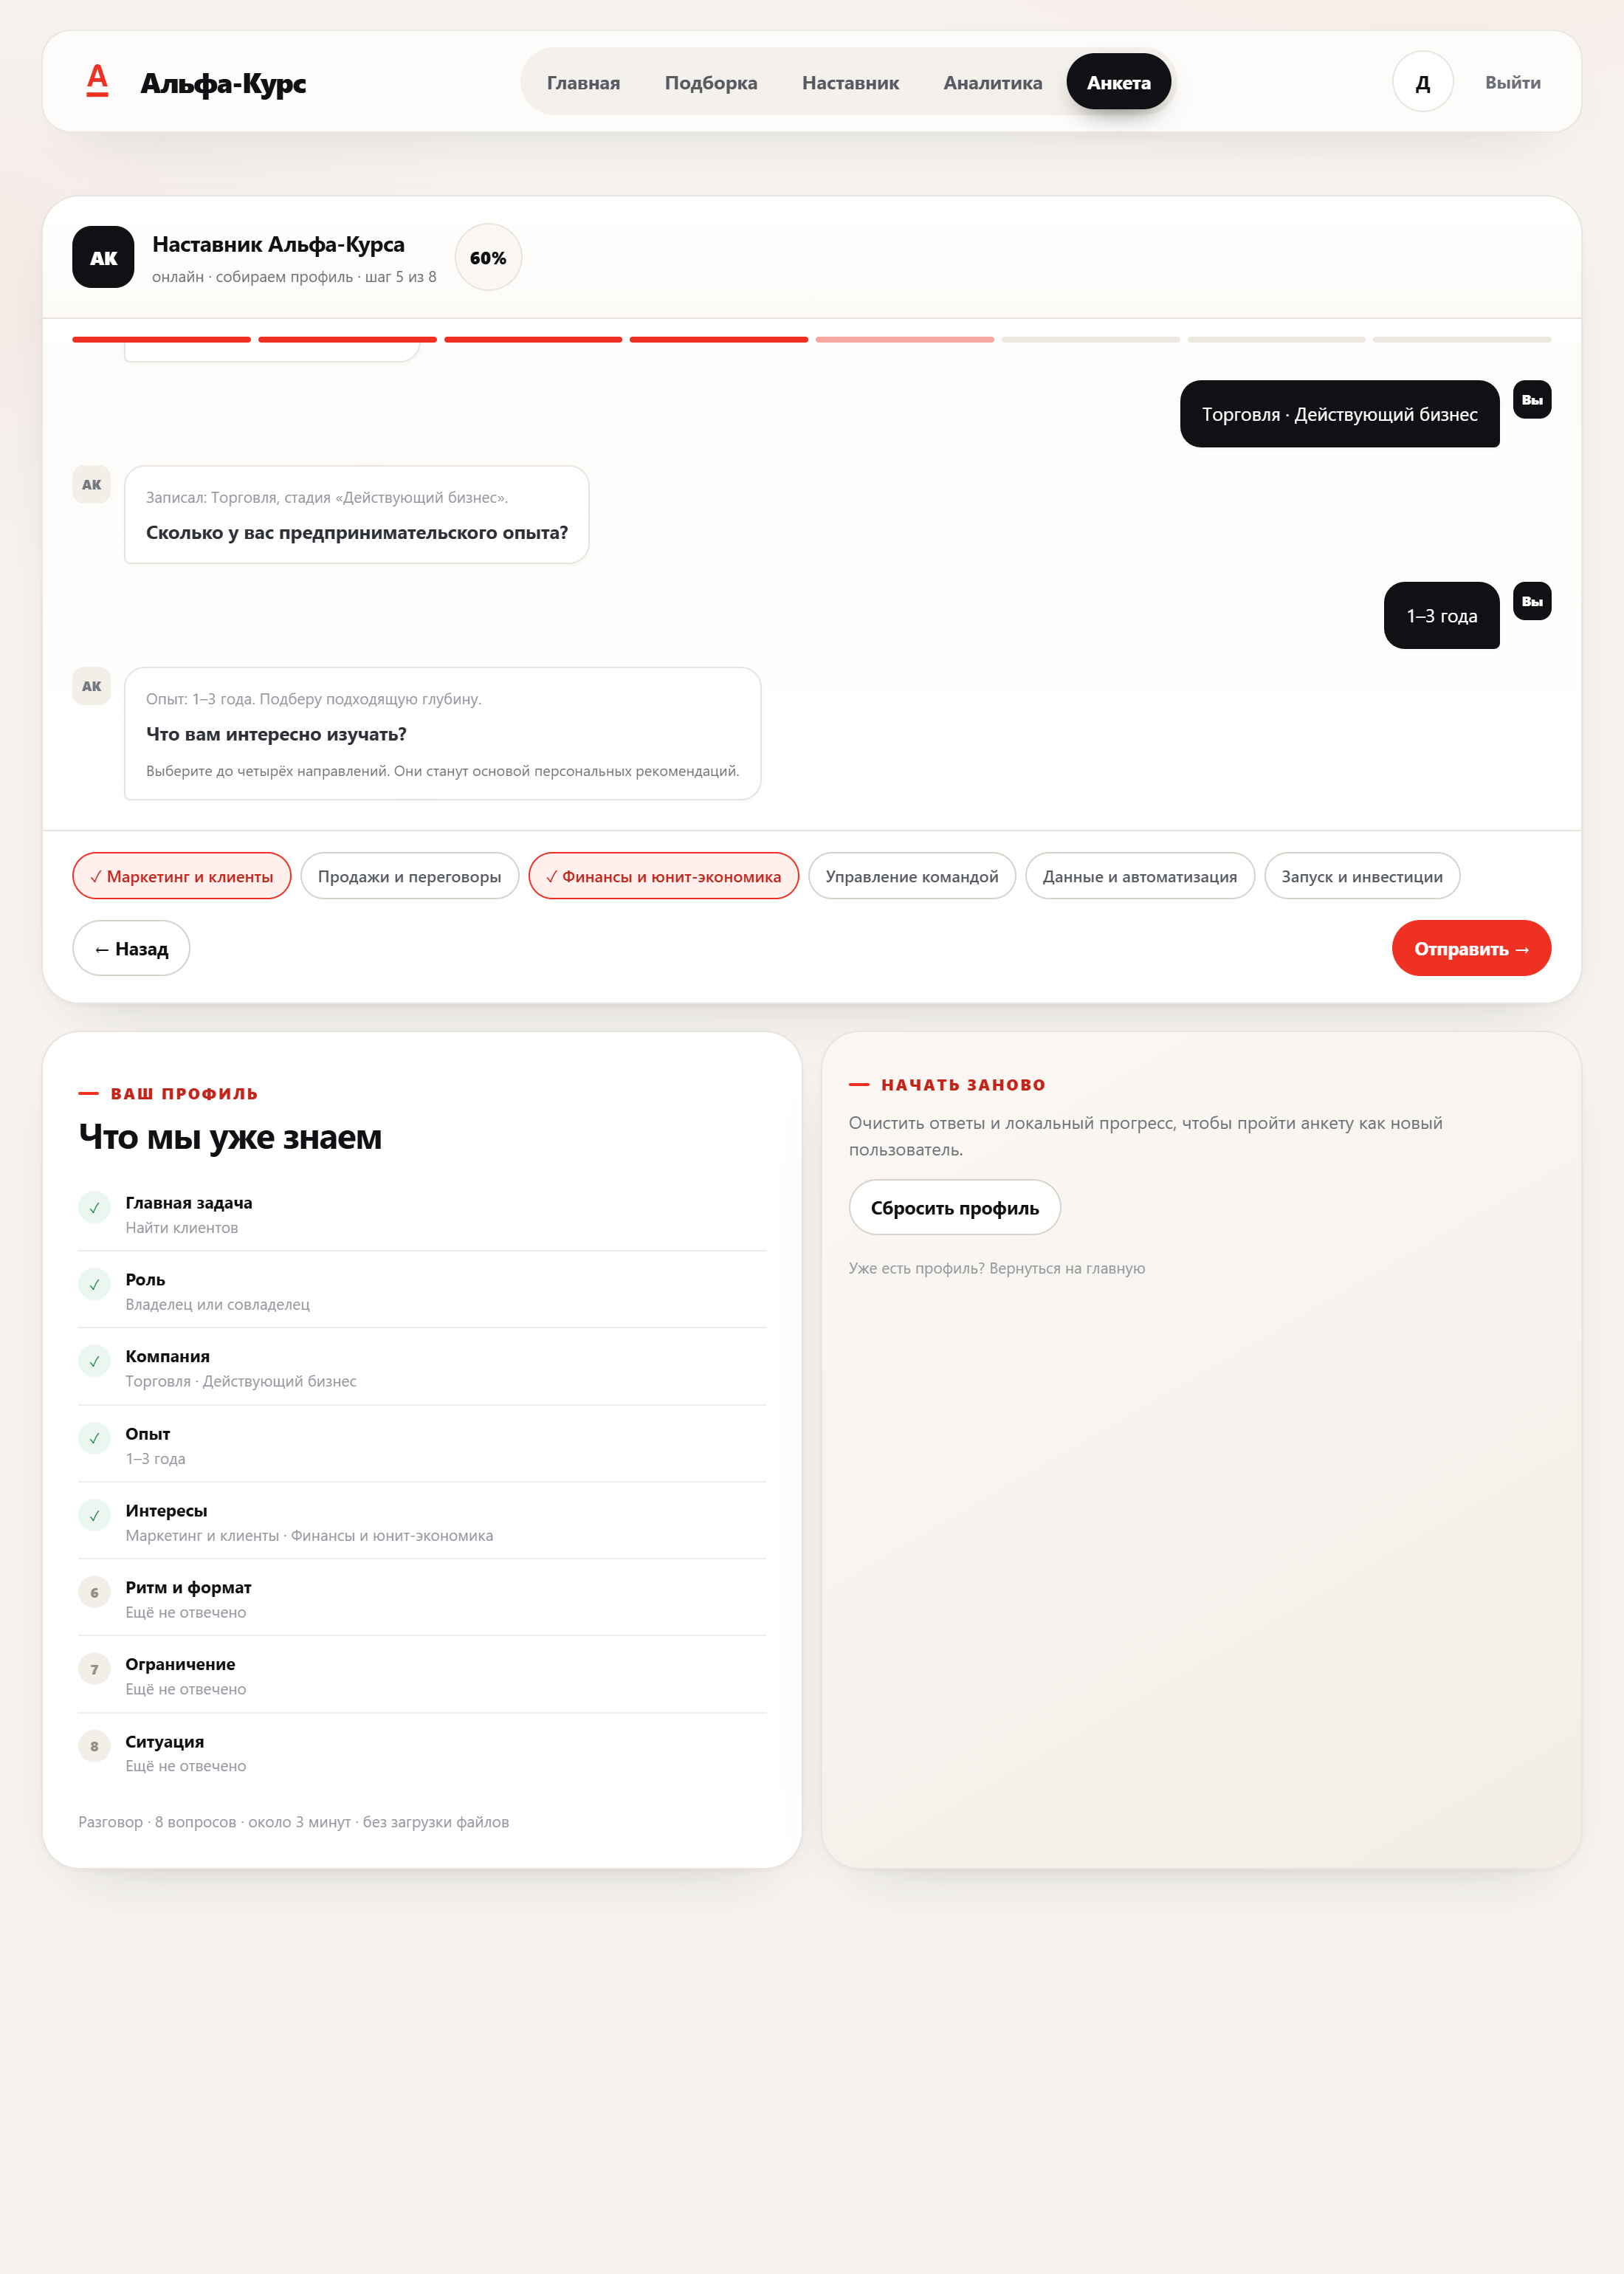 А
Альфа-Курс
Главная
Подборка
Наставник
Аналитика
Анкета
Д
Выйти
АК
Наставник Альфа-Курса
онлайн · собираем профиль · шаг 5 из 8
60%
Торговля · Действующий бизнес
Вы
АК
Записал: Торговля, стадия «Действующий бизнес».
Сколько у вас предпринимательского опыта?
1–3 года
Вы
АК
Опыт: 1–3 года. Подберу подходящую глубину.
Что вам интересно изучать?
Выберите до четырёх направлений. Они станут основой персональных рекомендаций.
✓ Маркетинг и клиенты
Продажи и переговоры
✓ Финансы и юнит-экономика
Управление командой
Данные и автоматизация
Запуск и инвестиции
← Назад
Отправить →
ВАШ ПРОФИЛЬ
Что мы уже знаем
✓ Главная задача
Найти клиентов
✓ Роль
Владелец или совладелец
✓ Компания
Торговля · Действующий бизнес
✓ Опыт
1–3 года
✓ Интересы
Маркетинг и клиенты · Финансы и юнит-экономика
6 Ритм и формат
Ещё не отвечено
7 Ограничение
Ещё не отвечено
8 Ситуация
Ещё не отвечено
Разговор · 8 вопросов · около 3 минут · без загрузки файлов
НАЧАТЬ ЗАНОВО
Очистить ответы и локальный прогресс, чтобы пройти анкету как новый
пользователь.
Сбросить профиль
Уже есть профиль? Вернуться на главную